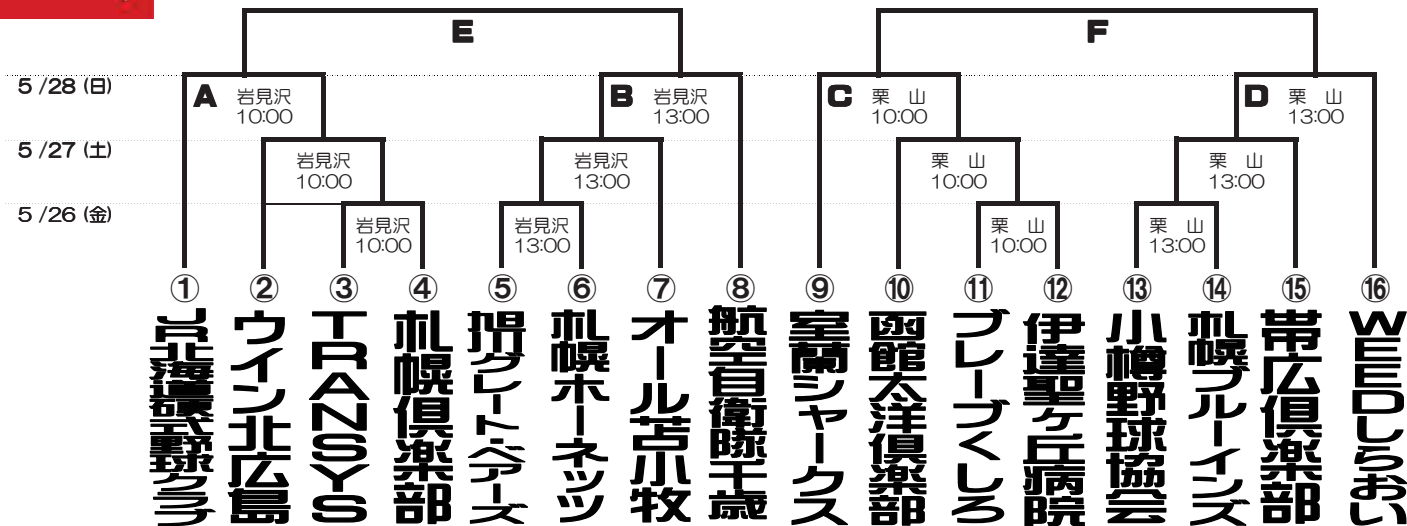 E
F
5/28 (日)
A 岩見沢 10:00
B 岩見沢 13:00
C 栗 山 10:00
D 栗 山 13:00
5/27 (土)
岩見沢 10:00
岩見沢 13:00
栗 山 10:00
栗 山 13:00
5/26 (金)
岩見沢 10:00
岩見沢 13:00
栗 山 10:00
栗 山 13:00
① JR北海道硬式野球クラブ
② ウイン北広島
③ TRANSYS
④ 札幌倶楽部
⑤ 旭川グレート・ベアーズ
⑥ 札幌ホーネッツ
⑦ オール苫小牧
⑧ 航空自衛隊千歳
⑨ 室蘭シャークス
⑩ 函館太洋倶楽部
⑪ ブレーブくしろ
⑫ 伊達聖ヶ丘病院
⑬ 小樽野球協会
⑭ 札幌ブルーインズ
⑮ 帯広倶楽部
⑯ WEEDしらおい